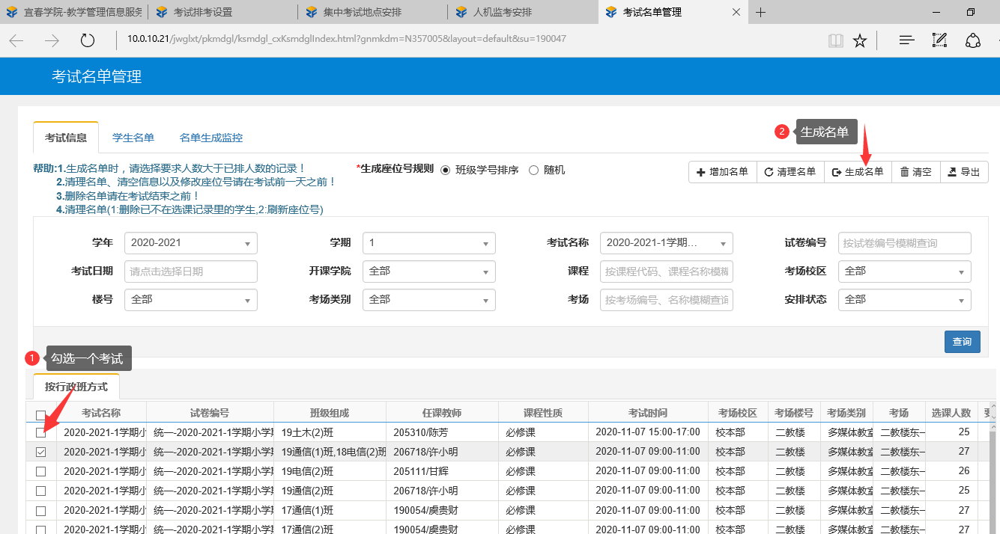 宜春学院-教学管理信息服务 考试排考设置 集中考试地点安排 人机监考安排 考试名单管理
10.0.10.21/jwglxt/pkmdgl/ksmdgl_cxKsmdglIndex.html?gnmkdm=N357005&layout=default&su=190047
考试名单管理
考试信息 学生名单 名单生成监控
2 生成名单
帮助:1.生成名单时，请选择要求人数大于已排人数的记录！
*生成座位号规则 班级学号排序 随机
增加名单 清理名单 生成名单 清空 导出
2.清理名单、清空信息以及修改座位号请在考试前一天之前！
3.删除名单请在考试结束之前！
4.清理名单(1:删除已不在选课记录里的学生,2:刷新座位号)
学年 2020-2021 学期 1 考试名称 2020-2021-1学期… 试卷编号 按试卷编号模糊查询
考试日期 请点击选择日期 开课学院 全部 课程 按课程代码、课程名称模糊 考场校区 全部
楼号 全部 考场类别 全部 考场 按考场编号、名称模糊查询 安排状态 全部
查询
1 勾选一个考试
按行政班方式
考试名称 试卷编号 班级组成 任课教师 课程性质 考试时间 考场校区 考场楼号 考场类别 考场 选课人数
2020-2021-1学期小 统一-2020-2021-1学期小学期 19土木(2)班 205310/陈芳 必修课 2020-11-07 15:00-17:00 校本部 二教楼 多媒体教室 二教楼东一 25
2020-2021-1学期小 统一-2020-2021-1学期小学期 19通信(1)班,18电信(2)班 206718/许小明 必修课 2020-11-07 09:00-11:00 校本部 二教楼 多媒体教室 二教楼东一 27
2020-2021-1学期小 统一-2020-2021-1学期小学期 19电信(2)班 205111/甘辉 必修课 2020-11-07 09:00-11:00 校本部 二教楼 多媒体教室 二教楼东一 26
2020-2021-1学期小 统一-2020-2021-1学期小学期 19通信(2)班 206718/许小明 必修课 2020-11-07 09:00-11:00 校本部 二教楼 多媒体教室 二教楼东一 25
2020-2021-1学期小 统一-2020-2021-1学期小学期 17通信(1)班 190054/虞贵财 必修课 2020-11-07 09:00-11:00 校本部 二教楼 多媒体教室 二教楼东一 27
2020-2021-1学期小 统一-2020-2021-1学期小学期 17通信(2)班 190054/虞贵财 必修课 2020-11-07 09:00-11:00 校本部 二教楼 多媒体教室 二教楼东一 27